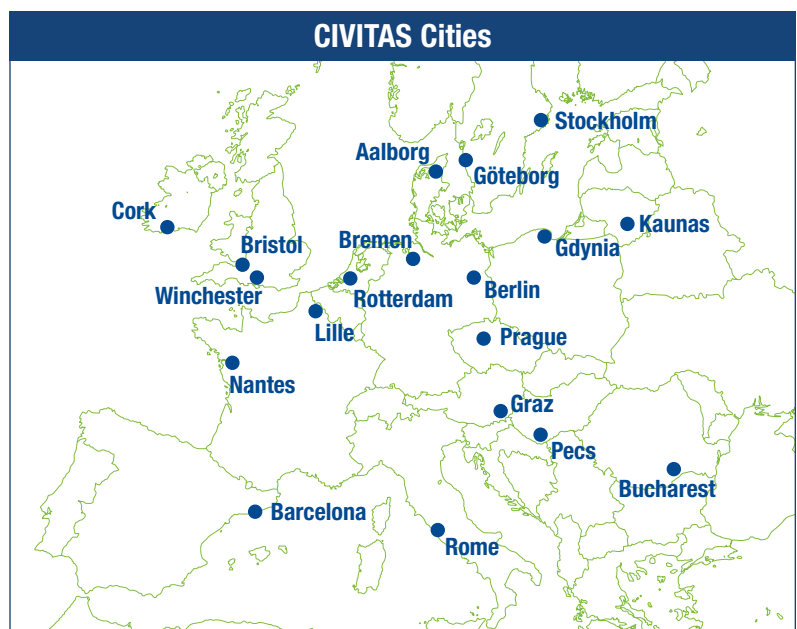 CIVITAS Cities
Stockholm
Aalborg
Göteborg
Cork
Kaunas
Bristol
Bremen
Gdynia
Winchester
Rotterdam
Berlin
Lille
Prague
Nantes
Graz
Pecs
Bucharest
Barcelona
Rome